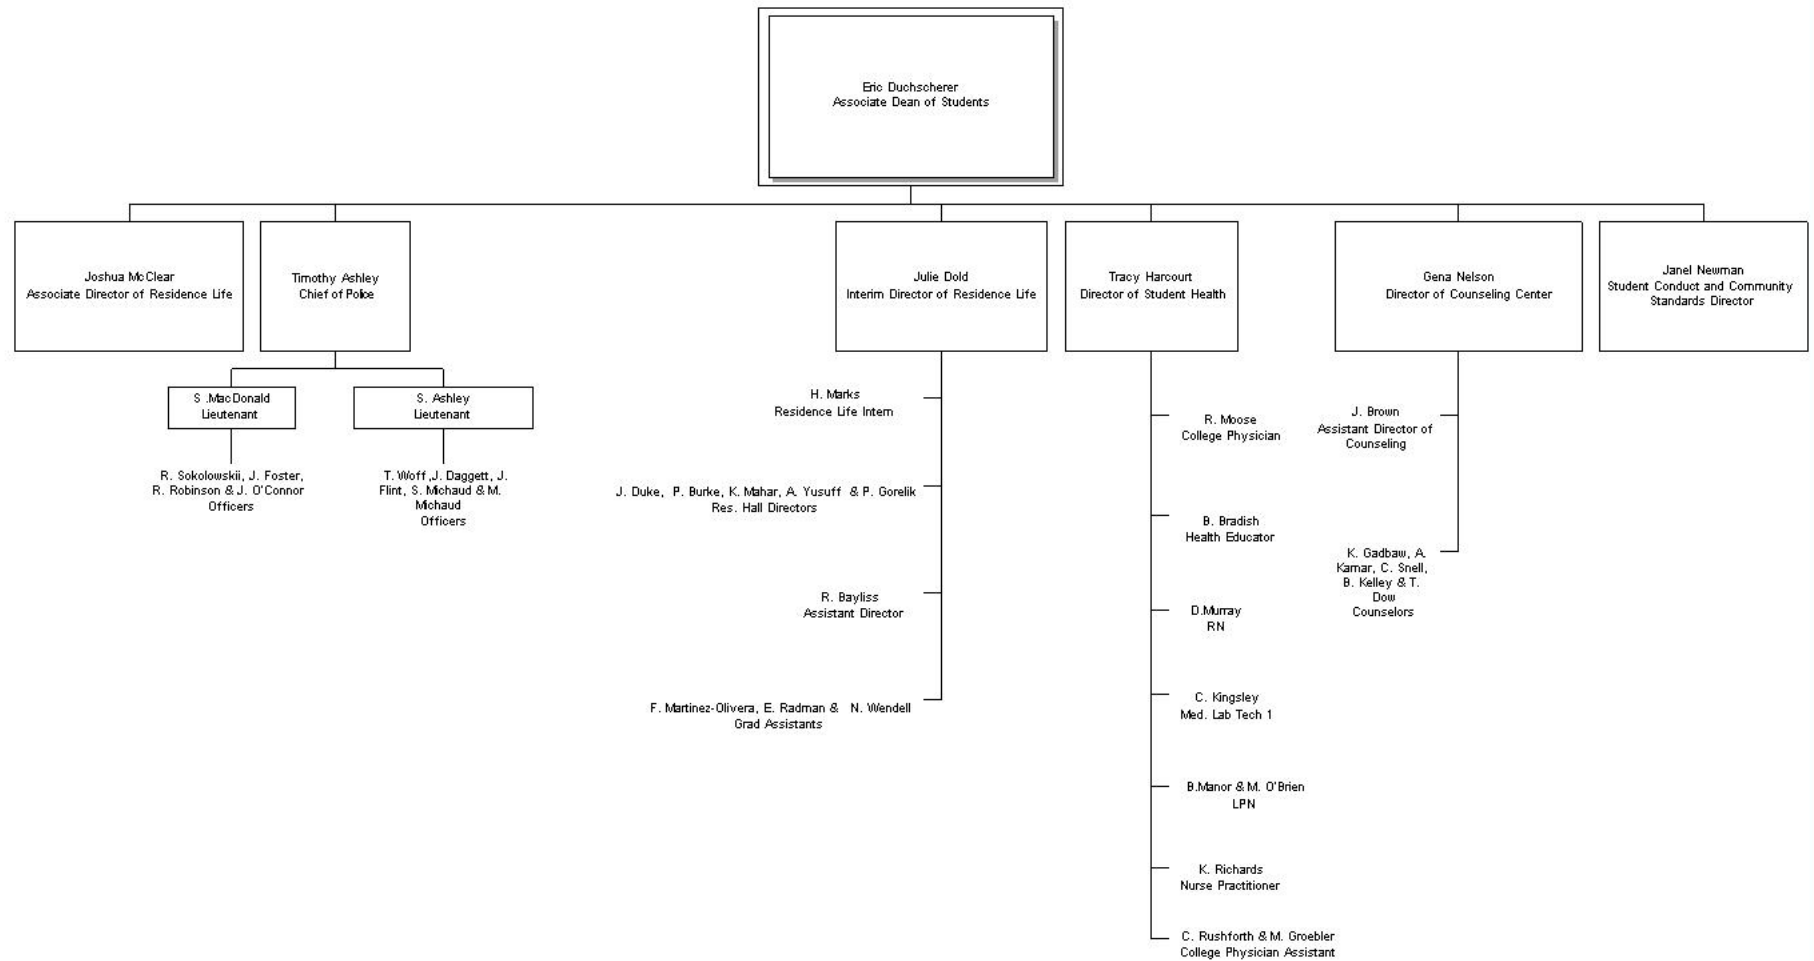 Eric Duchscherer
Associate Dean of Students
Joshua McClear
Associate Director of Residence Life
Timothy Ashley
Chief of Police
Julie Dold
Interim Director of Residence Life
Tracy Harcourt
Director of Student Health
Gena Nelson
Director of Counseling Center
Janel Newman
Student Conduct and Community
Standards Director
S .MacDonald
Lieutenant
S. Ashley
Lieutenant
R. Sokolowskii, J. Foster,
R. Robinson & J. O'Connor
Officers
T. Woff ,J. Daggett, J.
Flint, S. Michaud & M.
Michaud
Officers
H. Marks
Residence Life Intern
J. Duke, P. Burke, K. Mahar, A. Yusuff & P. Gorelik
Res. Hall Directors
R. Bayliss
Assistant Director
F. Martinez-Olivera, E. Radman & N. Wendell
Grad Assistants
R. Moose
College Physician
B. Bradish
Health Educator
D.Murray
RN
C. Kingsley
Med. Lab Tech 1
B.Manor & M. O'Brien
LPN
K. Richards
Nurse Practitioner
C. Rushforth & M. Groebler
College Physician Assistant
J. Brown
Assistant Director of
Counseling
K. Gadbaw, A.
Kamar, C. Snell,
B. Kelley & T.
Dow
Counselors